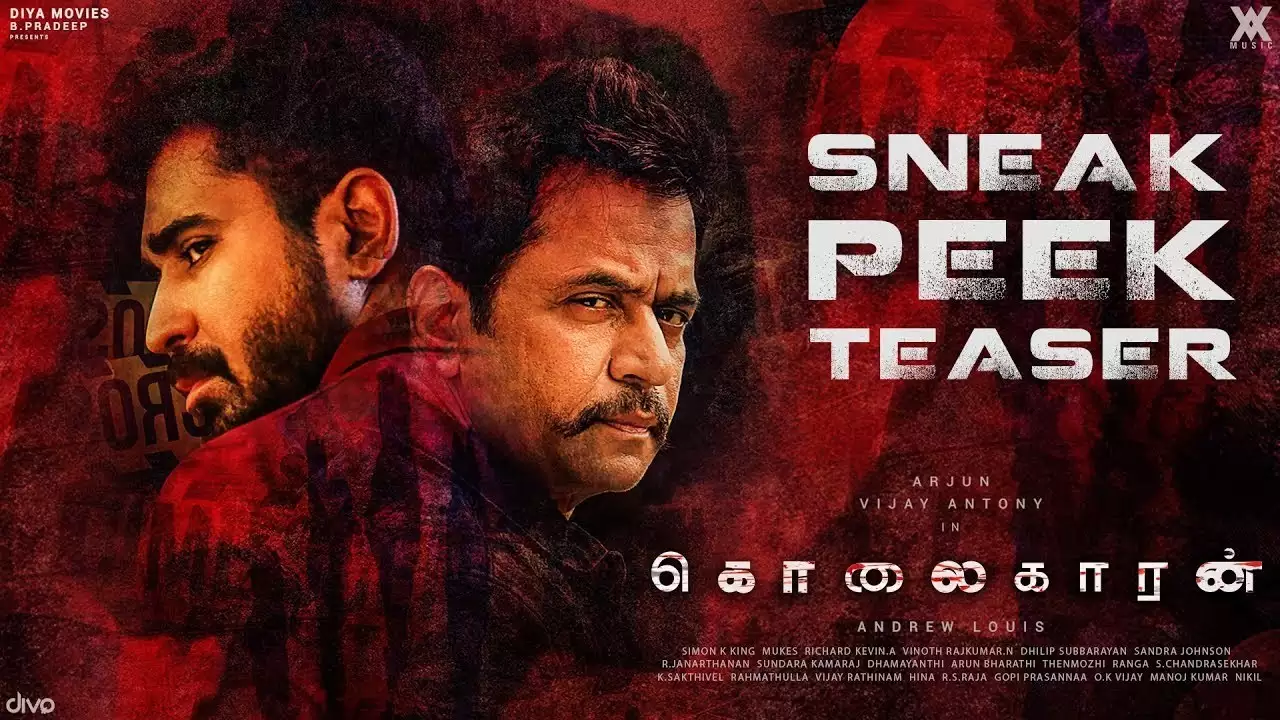 DIYA MOVIES
B.PRADEEP
PRESENTS
MUSIC
SNEAK
PEEK
TEASER
ARJUN
VIJAY ANTONY
IN
கொலைகாரன்
ANDREW LOUIS
SIMON K KING MUKES RICHARD KEVIN.A VINOTH RAJKUMAR.N DHILIP SUBBARAYAN SANDRA JOHNSON
R.JANARTHANAN SUNDARA KAMARAJ DHAMAYANTHI ARUN BHARATHI THENMOZHI RANGA S.CHANDRASEKHAR
K.SAKTHIVEL RAHMATHULLA VIJAY RATHINAM HINA R.S.RAJA GOPI PRASANNAA O.K VIJAY MANOJ KUMAR NIKIL
divo